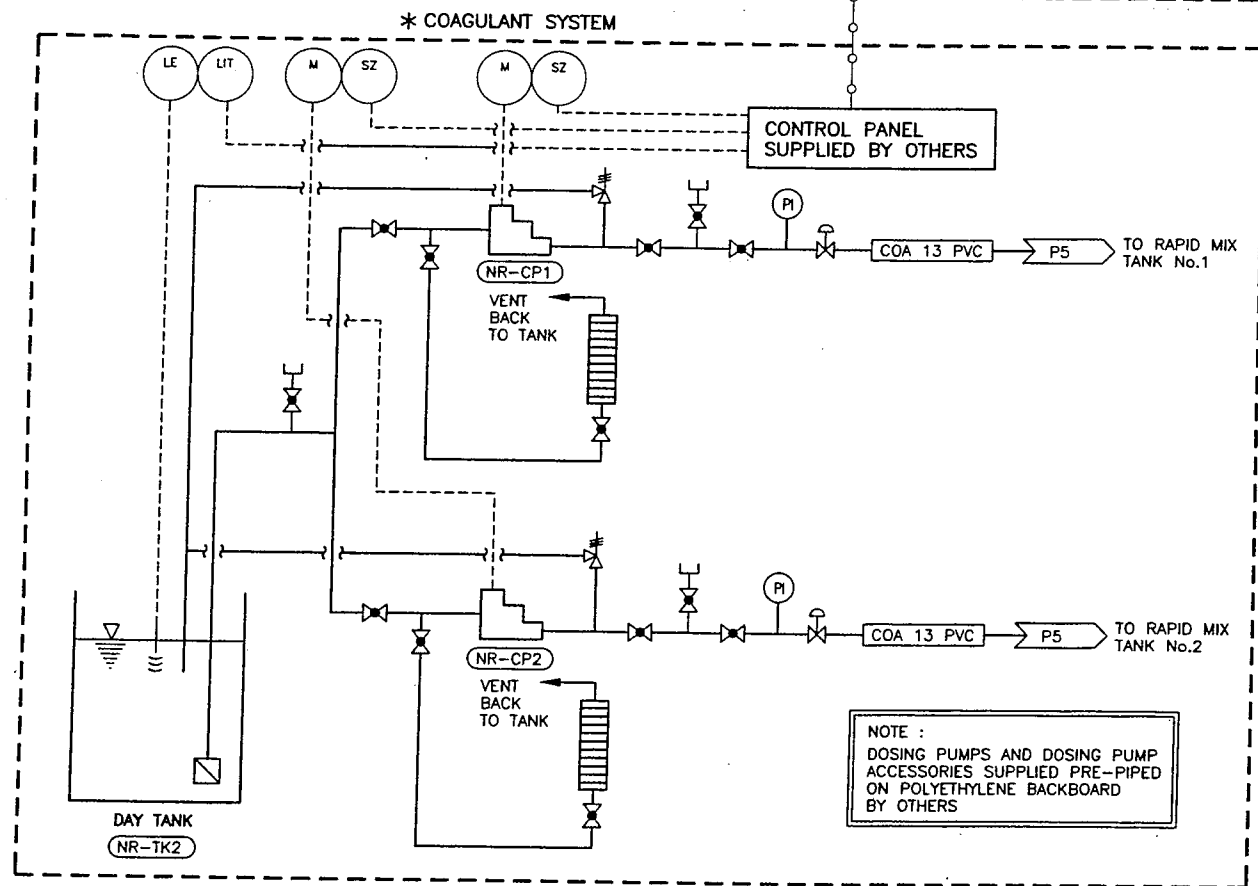 * COAGULANT SYSTEM
LE
LIT
M
SZ
M
SZ
CONTROL PANEL
SUPPLIED BY OTHERS
PI
COA 13 PVC
P5
TO RAPID MIX
TANK No.1
NR-CP1
VENT
BACK
TO TANK
PI
COA 13 PVC
P5
TO RAPID MIX
TANK No.2
NR-CP2
VENT
BACK
TO TANK
NOTE :
DOSING PUMPS AND DOSING PUMP
ACCESSORIES SUPPLIED PRE-PIPED
ON POLYETHYLENE BACKBOARD
BY OTHERS
DAY TANK
NR-TK2